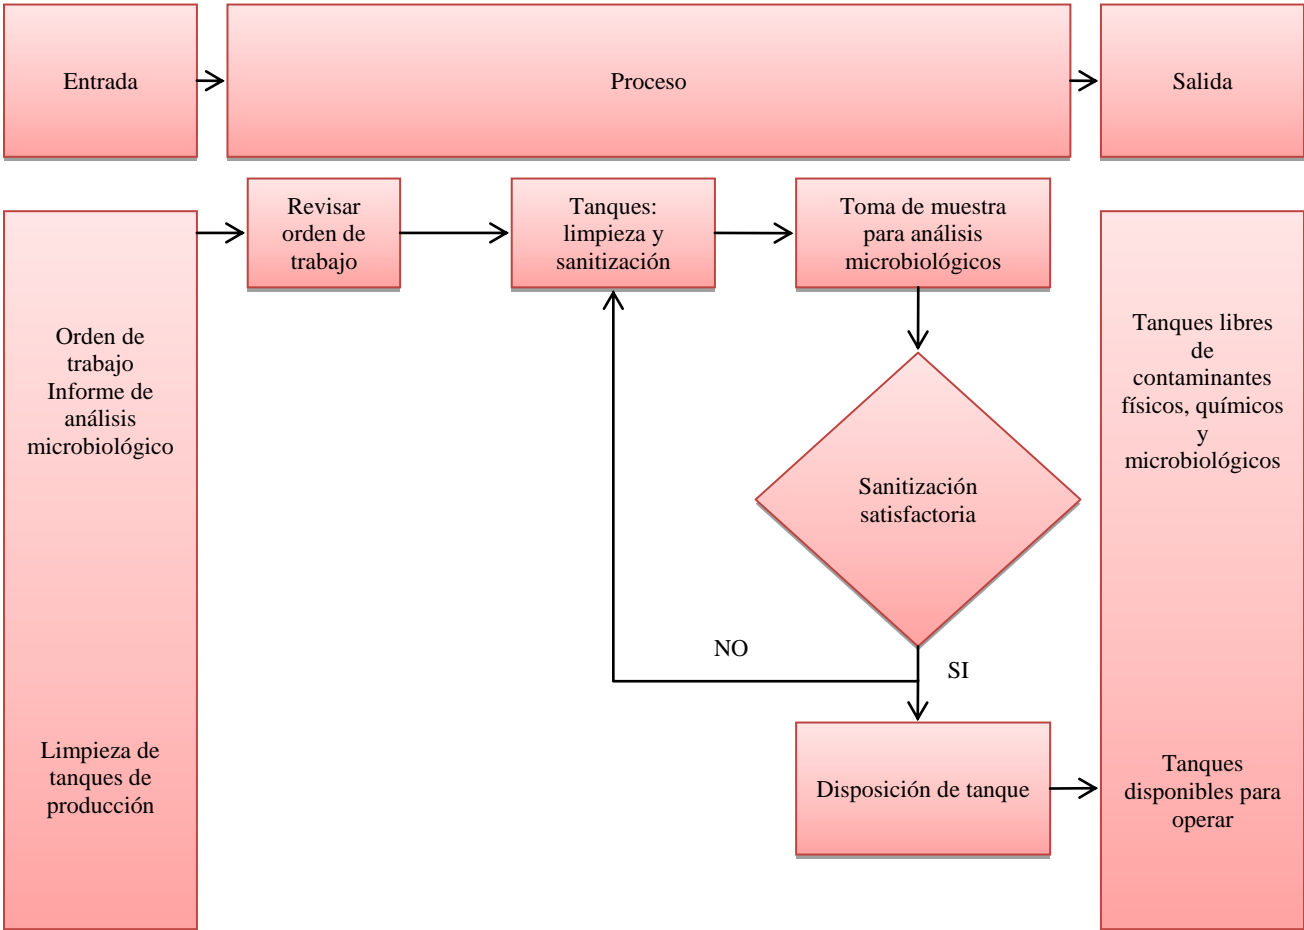 Entrada
Proceso
Salida
Revisar
orden de
trabajo
Tanques:
limpieza y
sanitización
Toma de muestra
para análisis
microbiológicos
Orden de
trabajo
Informe de
análisis
microbiológico
Tanques libres
de
contaminantes
físicos, químicos
y
microbiológicos
Sanitización
satisfactoria
NO
SI
Limpieza de
tanques de
producción
Disposición de tanque
Tanques
disponibles para
operar